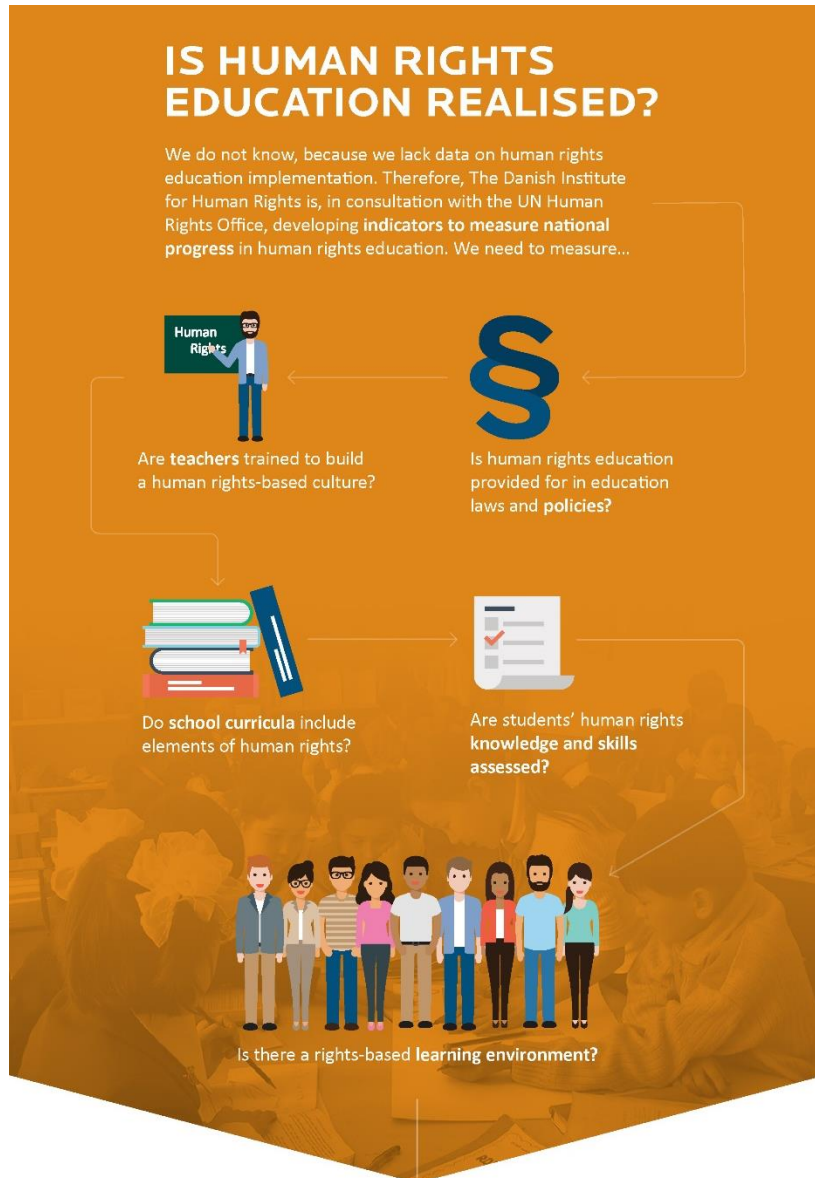 IS HUMAN RIGHTS
EDUCATION REALISED?
We do not know, because we lack data on human rights
education implementation. Therefore, The Danish Institute
for Human Rights is, in consultation with the UN Human
Rights Office, developing indicators to measure national
progress in human rights education. We need to measure...
§
Is human rights education
provided for in education
laws and policies?
Human
Rights
Are teachers trained to build
a human rights-based culture?
Do school curricula include
elements of human rights?
Are students’ human rights
knowledge and skills
assessed?
Is there a rights-based learning environment?